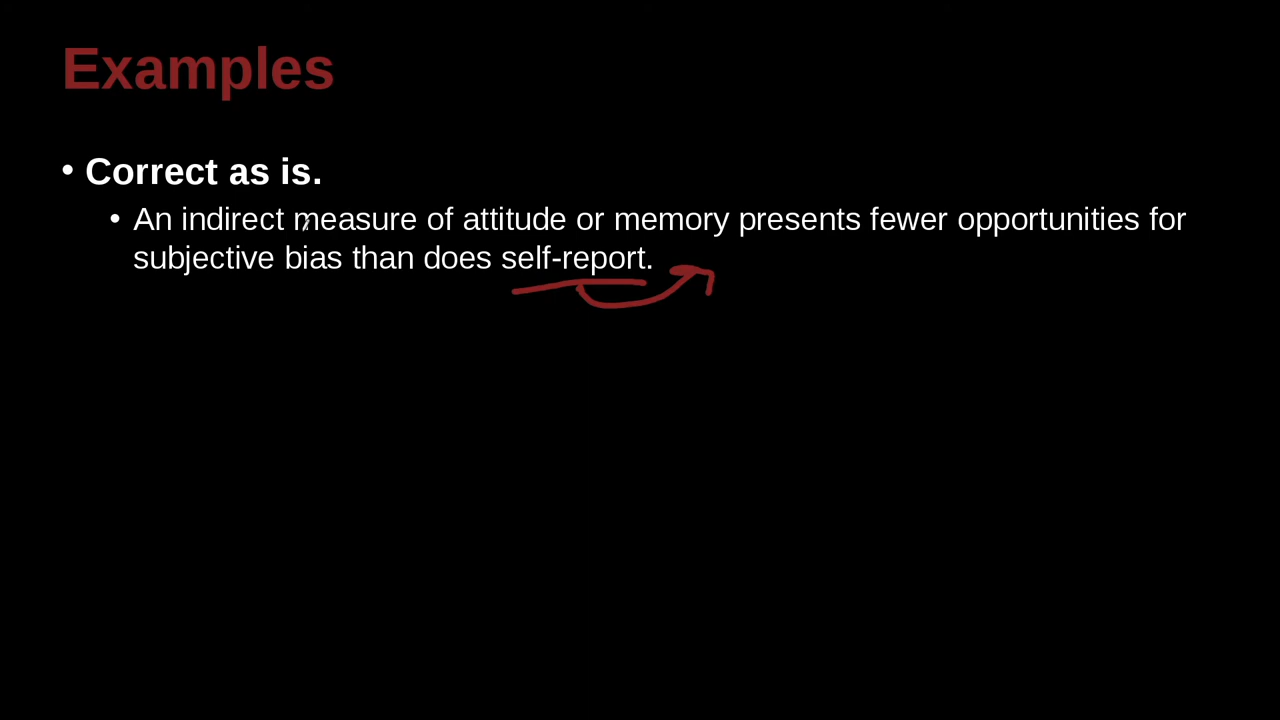 Examples
• Correct as is.
• An indirect measure of attitude or memory presents fewer opportunities for
subjective bias than does self-report.